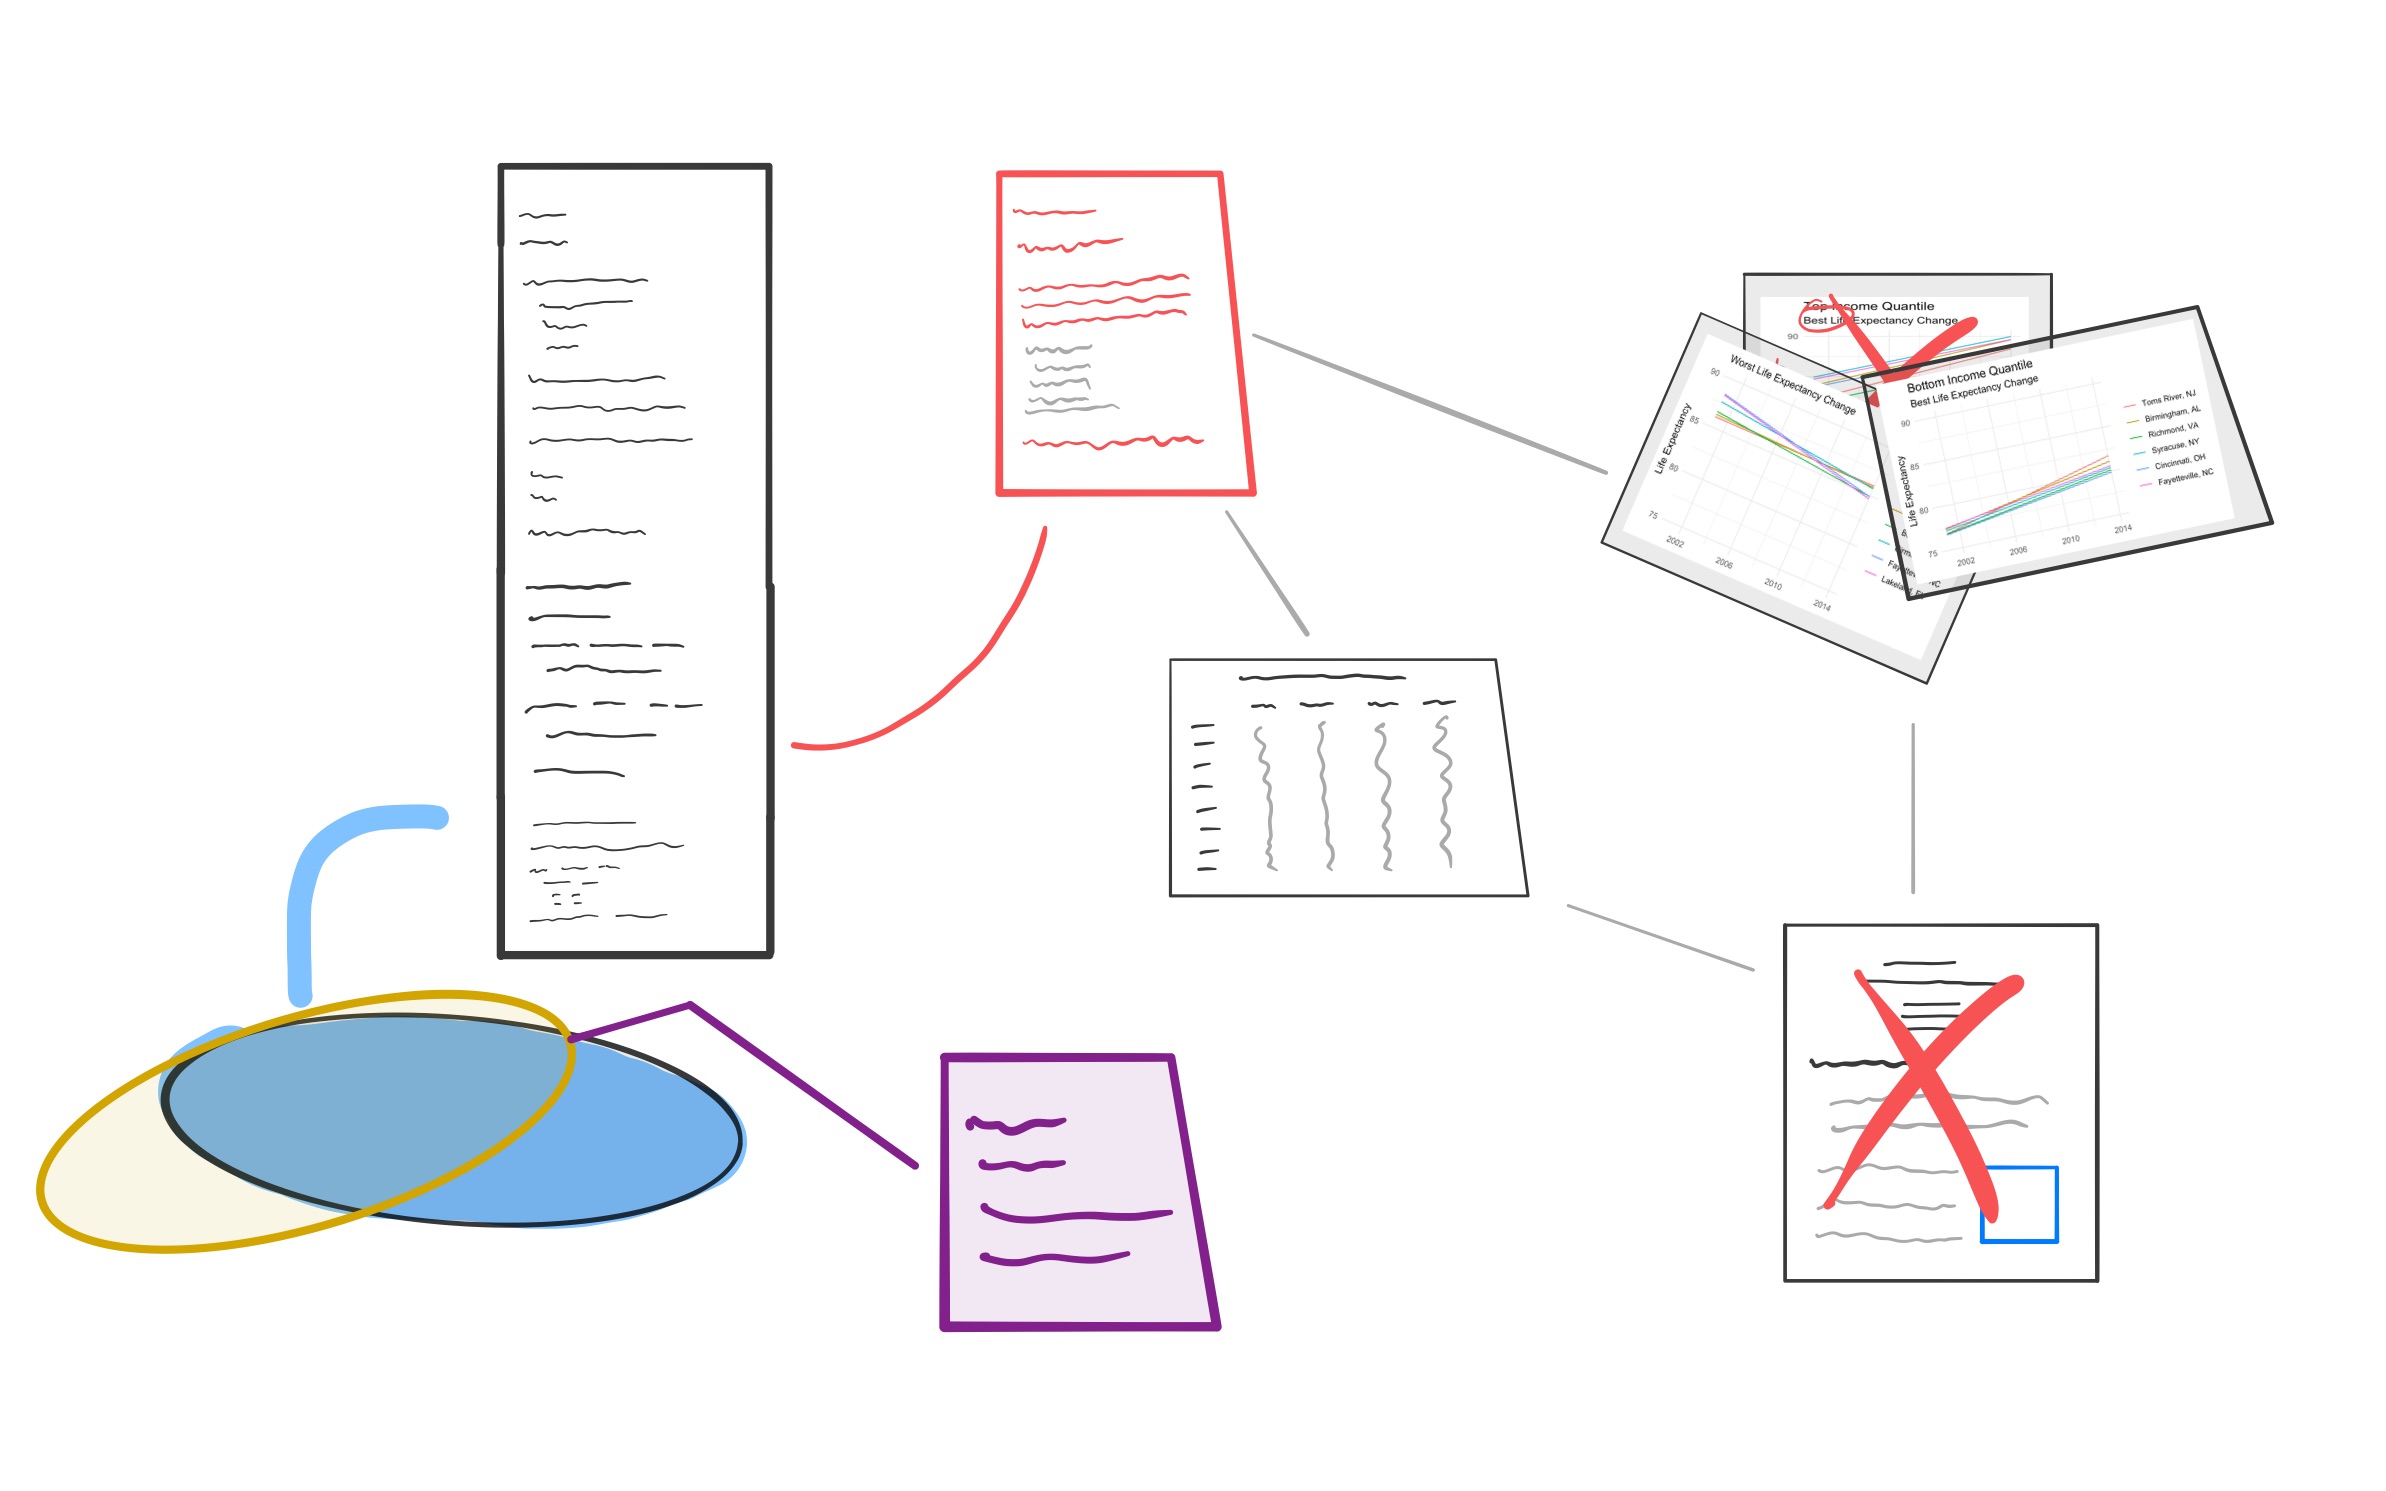 Top Income Quantile
Best Life Expectancy Change
90
Worst Life Expectancy Change
Life Expectancy
90
85
80
75
2002
2006
2010
2014
Bottom Income Quantile
Best Life Expectancy Change
Life Expectancy
90
85
80
75
2002
2006
2010
2014
Toms River, NJ
Birmingham, AL
Richmond, VA
Syracuse, NY
Cincinnati, OH
Fayetteville, NC